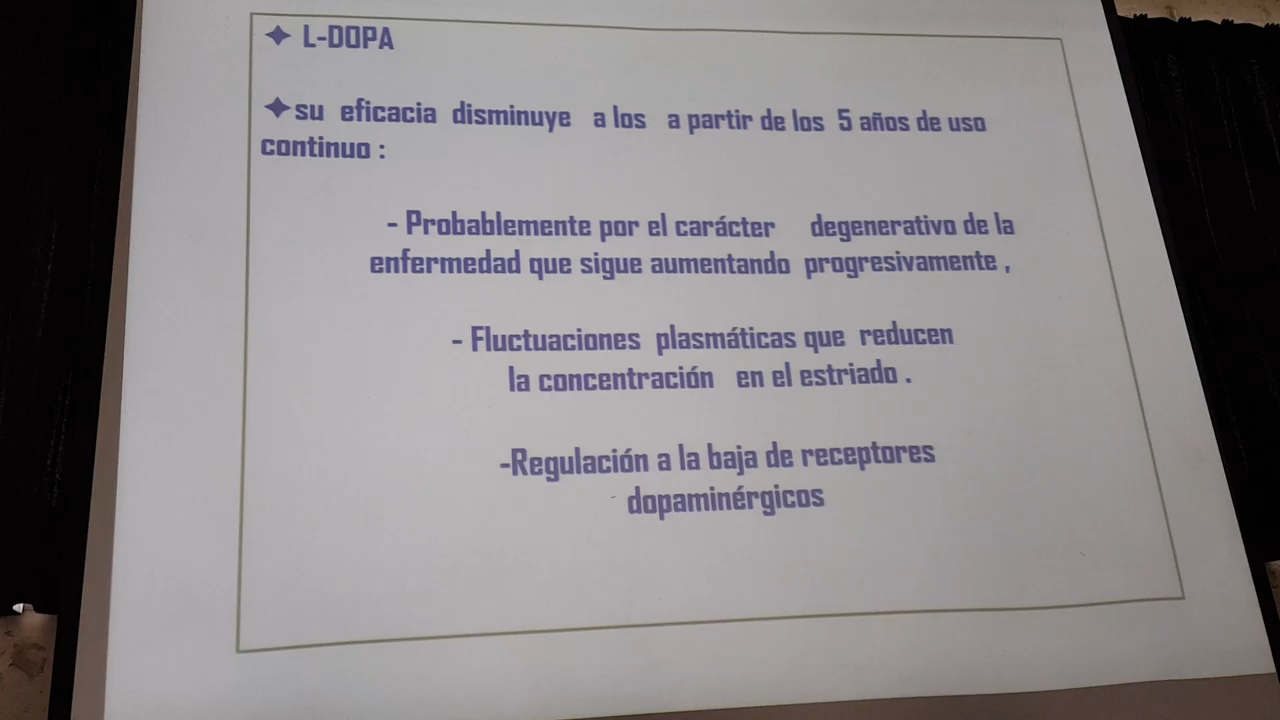 ✦ L-DOPA
✦su eficacia disminuye a los a partir de los 5 años de uso
continuo :
- Probablemente por el carácter degenerativo de la
enfermedad que sigue aumentando progresivamente ,
- Fluctuaciones plasmáticas que reducen
la concentración en el estriado .
-Regulación a la baja de receptores
dopaminérgicos